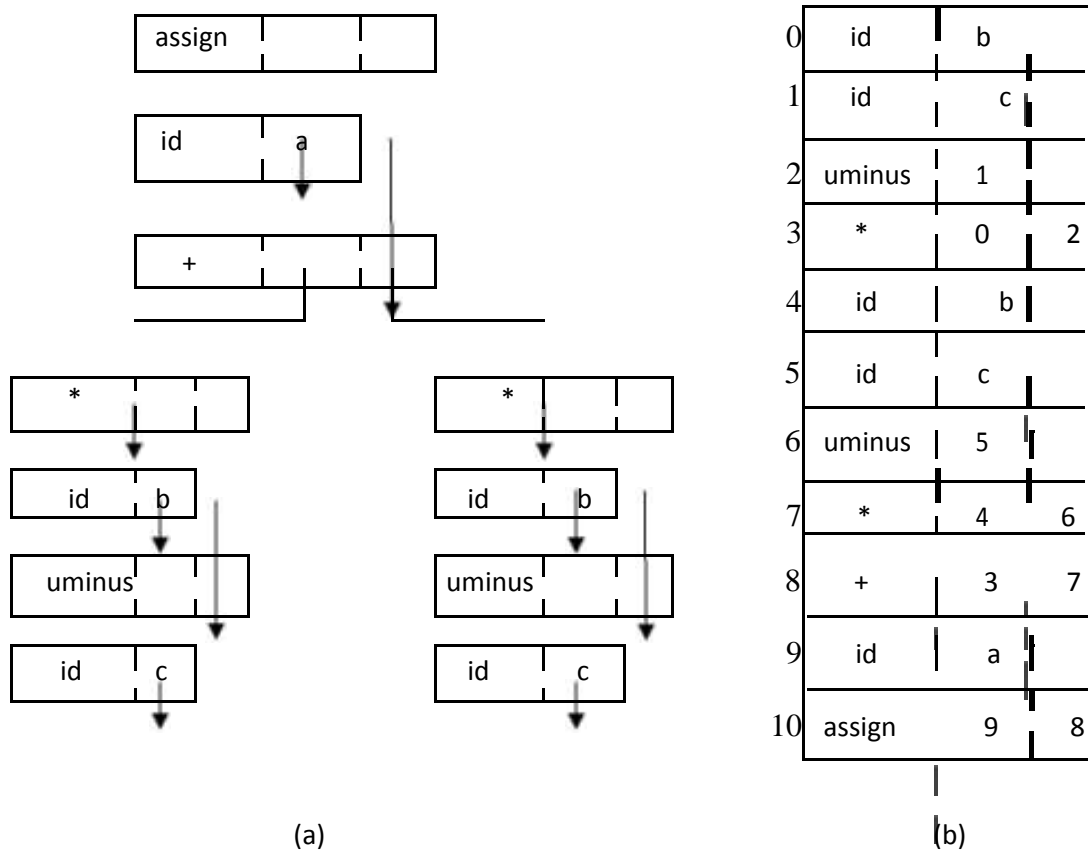 assign
id a
+
* *
id b id b
uminus uminus
id c id c
(a)
0 id b
1 id c
2 uminus 1
3 * 0 2
4 id b
5 id c
6 uminus 5
7 * 4 6
8 + 3 7
9 id a
10 assign 9 8
(b)